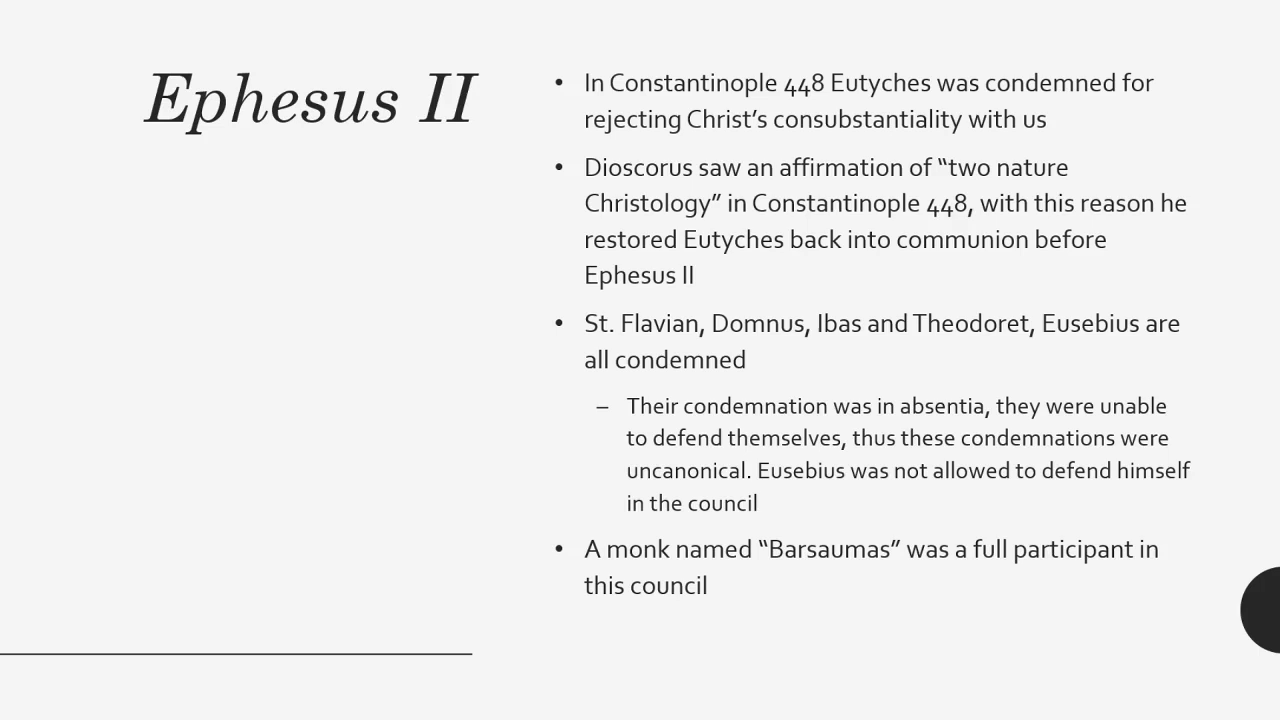 Ephesus II
• In Constantinople 448 Eutyches was condemned for
rejecting Christ’s consubstantiality with us
• Dioscorus saw an affirmation of “two nature
Christology” in Constantinople 448, with this reason he
restored Eutyches back into communion before
Ephesus II
• St. Flavian, Domnus, Ibas and Theodoret, Eusebius are
all condemned
– Their condemnation was in absentia, they were unable
to defend themselves, thus these condemnations were
uncanonical. Eusebius was not allowed to defend himself
in the council
• A monk named “Barsaumas” was a full participant in
this council